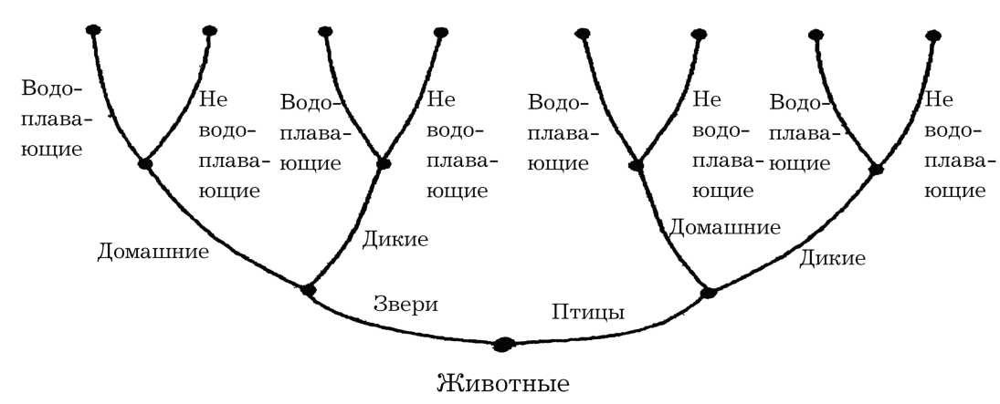 Водо-
плава-
ющие
Не
водо-
плава-
ющие
Водо-
плава-
ющие
Не
водо-
плава-
ющие
Водо-
плава-
ющие
Не
водо-
плава-
ющие
Водо-
плава-
ющие
Не
водо-
плава-
ющие
Домашние
Дикие
Домашние
Дикие
Звери
Птицы
Животные